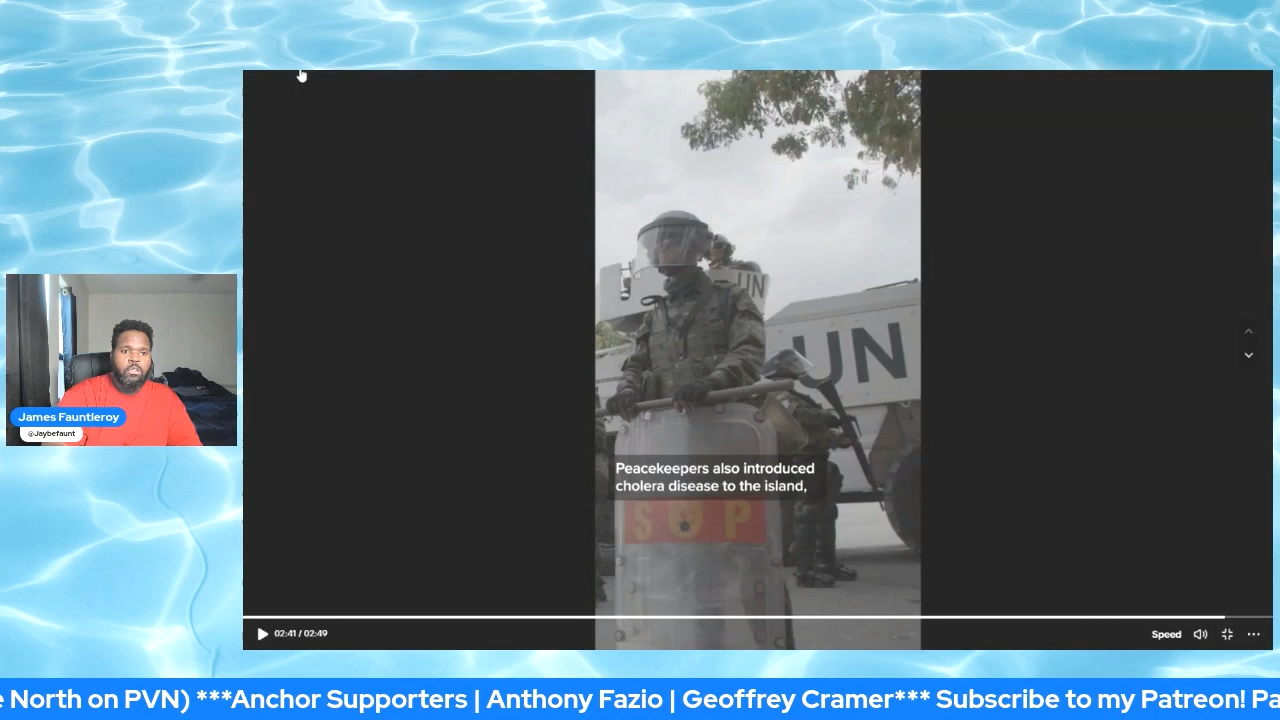 UN
UN
Peacekeepers also introduced
cholera disease to the island,
James Fauntleroy
@Jaybefaunt
02:41 / 02:49
Speed
e North on PVN) ***Anchor Supporters | Anthony Fazio | Geoffrey Cramer*** Subscribe to my Patreon! Pa